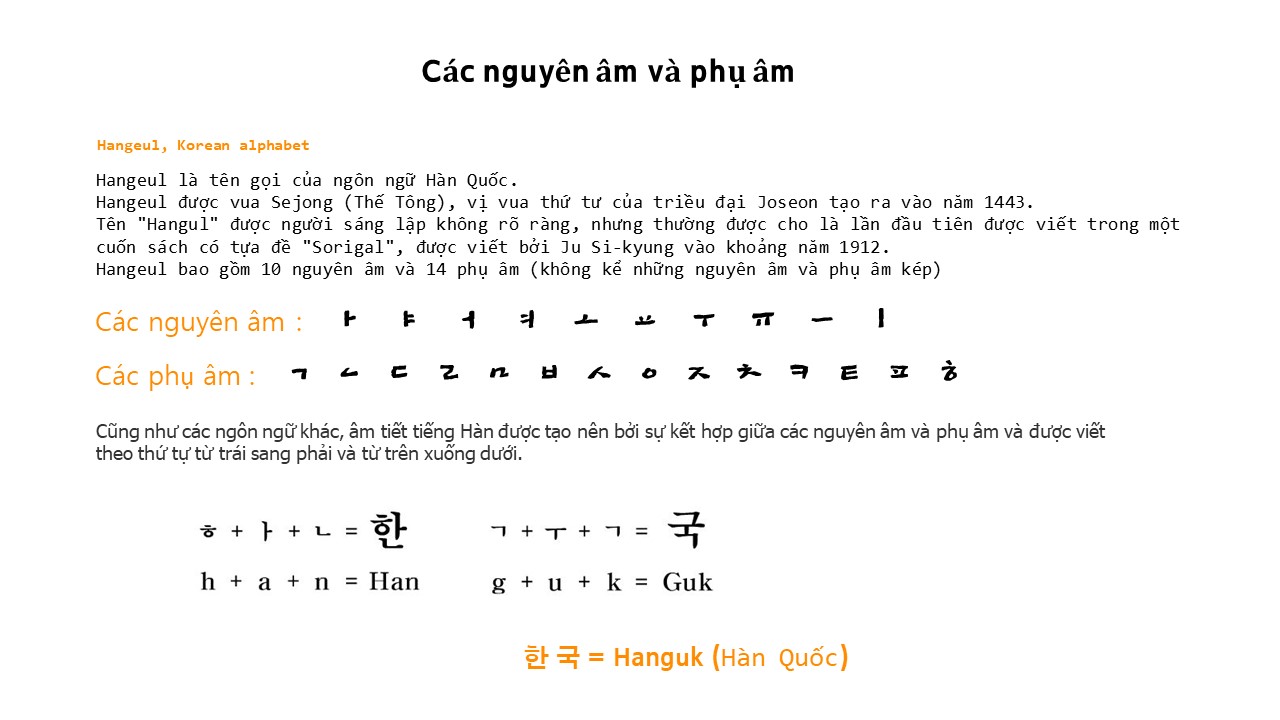 Các nguyên âm và phụ âm
Hangeul, Korean alphabet
Hangeul là tên gọi của ngôn ngữ Hàn Quốc.
Hangeul được vua Sejong (Thế Tông), vị vua thứ tư của triều đại Joseon tạo ra vào năm 1443.
Tên "Hangul" được người sáng lập không rõ ràng, nhưng thường được cho là lần đầu tiên được viết trong một
cuốn sách có tựa đề "Sorigal", được viết bởi Ju Si-kyung vào khoảng năm 1912.
Hangeul bao gồm 10 nguyên âm và 14 phụ âm (không kể những nguyên âm và phụ âm kép)
Các nguyên âm : ㅏ ㅑ ㅓ ㅕ ㅗ ㅛ ㅜ ㅠ ㅡ ㅣ
Các phụ âm : ㄱ ㄴ ㄷ ㄹ ㅁ ㅂ ㅅ ㅇ ㅈ ㅊ ㅋ ㅌ ㅍ ㅎ
Cũng như các ngôn ngữ khác, âm tiết tiếng Hàn được tạo nên bởi sự kết hợp giữa các nguyên âm và phụ âm và được viết
theo thứ tự từ trái sang phải và từ trên xuống dưới.
ㅎ + ㅏ + ㄴ = 한 ㄱ + ㅜ + ㄱ = 국
h + a + n = Han g + u + k = Guk
한 국 = Hanguk (Hàn Quốc)